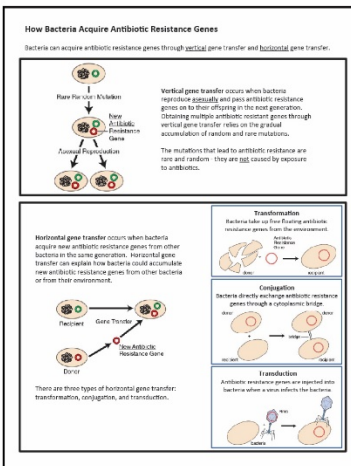 How Bacteria Acquire Antibiotic Resistance Genes
Bacteria can acquire antibiotic resistance genes through vertical gene transfer and horizontal gene transfer.
Rare Random Mutation
New
Antibiotic
Resistance
Gene
Asexual Reproduction
Vertical gene transfer occurs when bacteria
reproduce asexually and pass antibiotic resistance
genes on to their offspring in the next generation.
Obtaining multiple antibiotic resistant genes through
vertical gene transfer relies on the gradual
accumulation of random and rare mutations.
The mutations that lead to antibiotic resistance are
rare and random - they are not caused by exposure
to antibiotics.
Horizontal gene transfer occurs when bacteria
acquire new antibiotic resistance genes from other
bacteria in the same generation. Horizontal gene
transfer can explain how bacteria could accumulate
new antibiotic resistance genes from other bacteria
or from their environment.
Recipient
Gene Transfer
Donor
New Antibiotic
Resistance Gene
There are three types of horizontal gene transfer:
transformation, conjugation, and transduction.
Transformation
Bacteria take up free floating antibiotic
resistance genes from the environment.
Antibiotic
Resistance
Gene
donor
recipient
Conjugation
Bacteria directly exchange antibiotic resistance
genes through a cytoplasmic bridge.
donor
donor
bridge
recipient
recipient
Transduction
Antibiotic resistance genes are injected into
bacteria when a virus infects the bacteria.
virus
bacteria